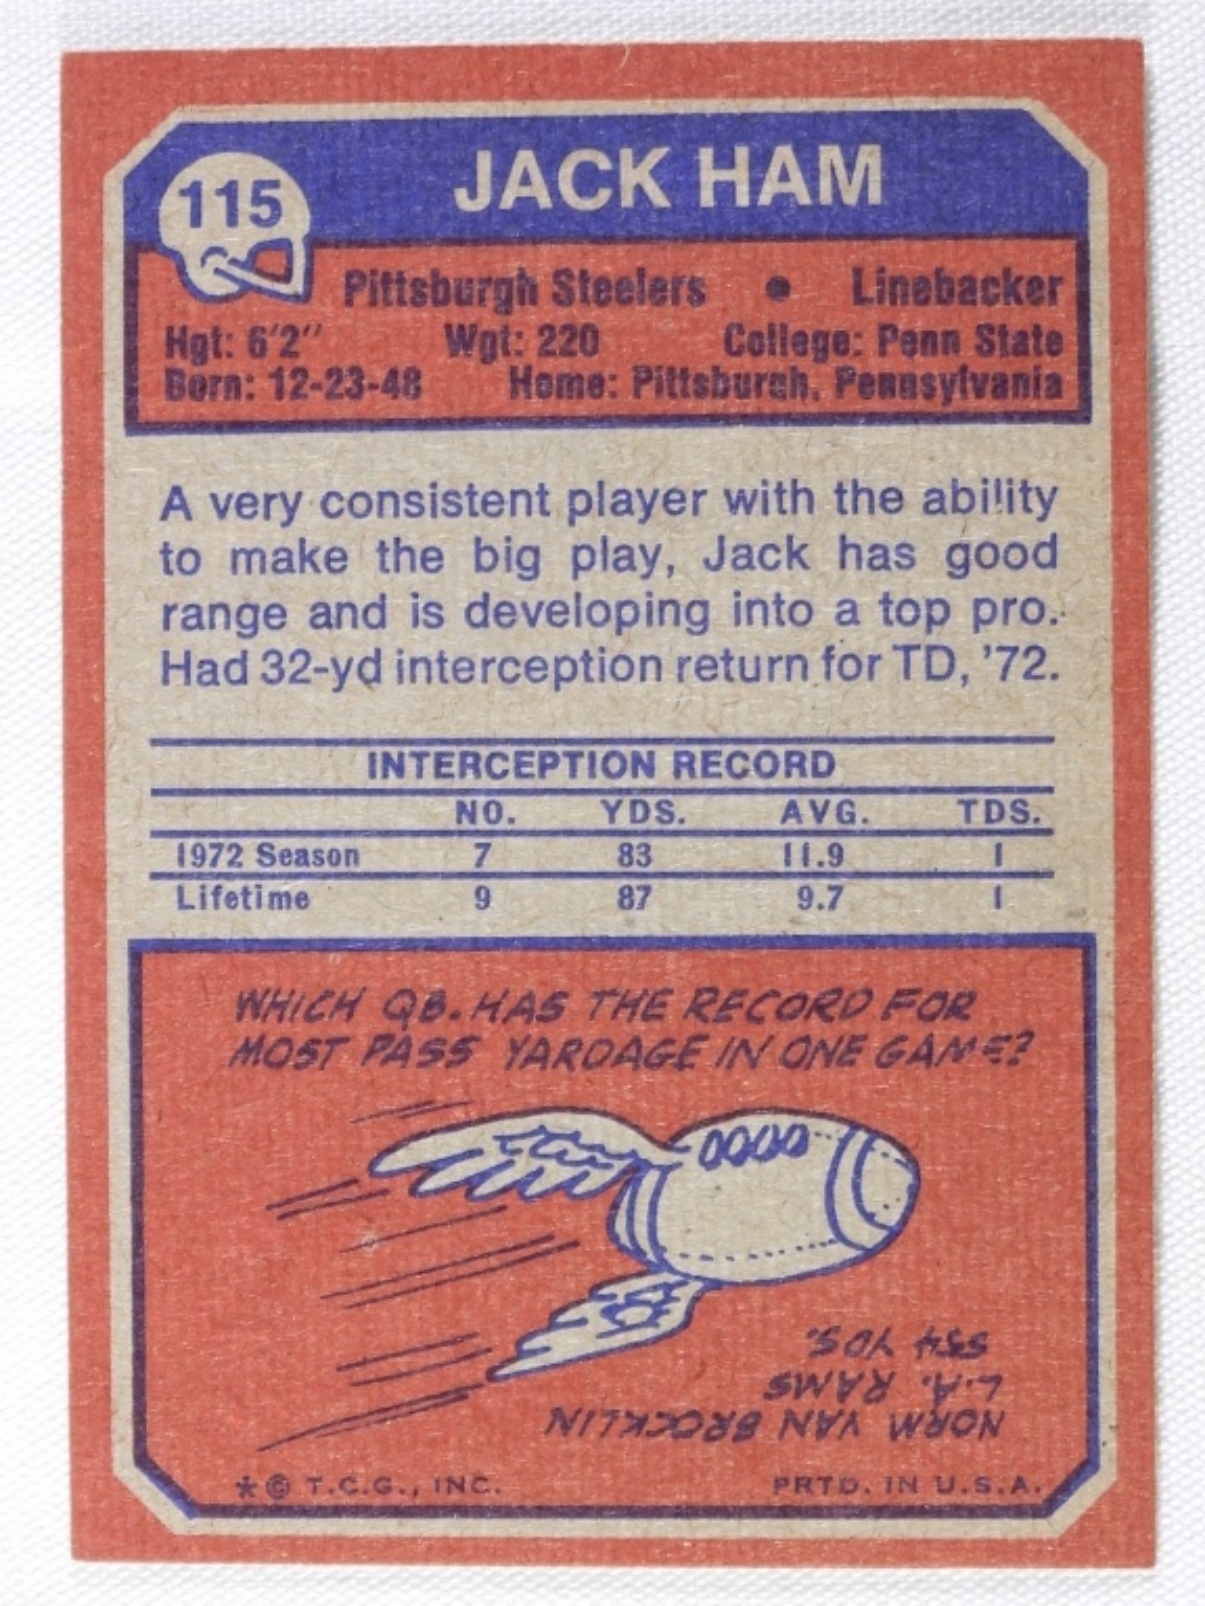 115
JACK HAM
Pittsburgh Steelers • Linebacker
Hgt: 6'2" Wgt: 220 College: Penn State
Born: 12-23-48 Home: Pittsburgh, Pennsylvania
A very consistent player with the ability
to make the big play, Jack has good
range and is developing into a top pro.
Had 32-yd interception return for TD, '72.
INTERCEPTION RECORD
NO. YDS. AVG. TDS.
1972 Season 7 83 11.9 1
Lifetime 9 87 9.7 1
WHICH QB. HAS THE RECORD FOR
MOST PASS YARDAGE IN ONE GAME?
NORM VAN BROCKLIN
L.A. RAMS
554 YDS.
* © T.C.G., INC. PRTD. IN U.S.A.